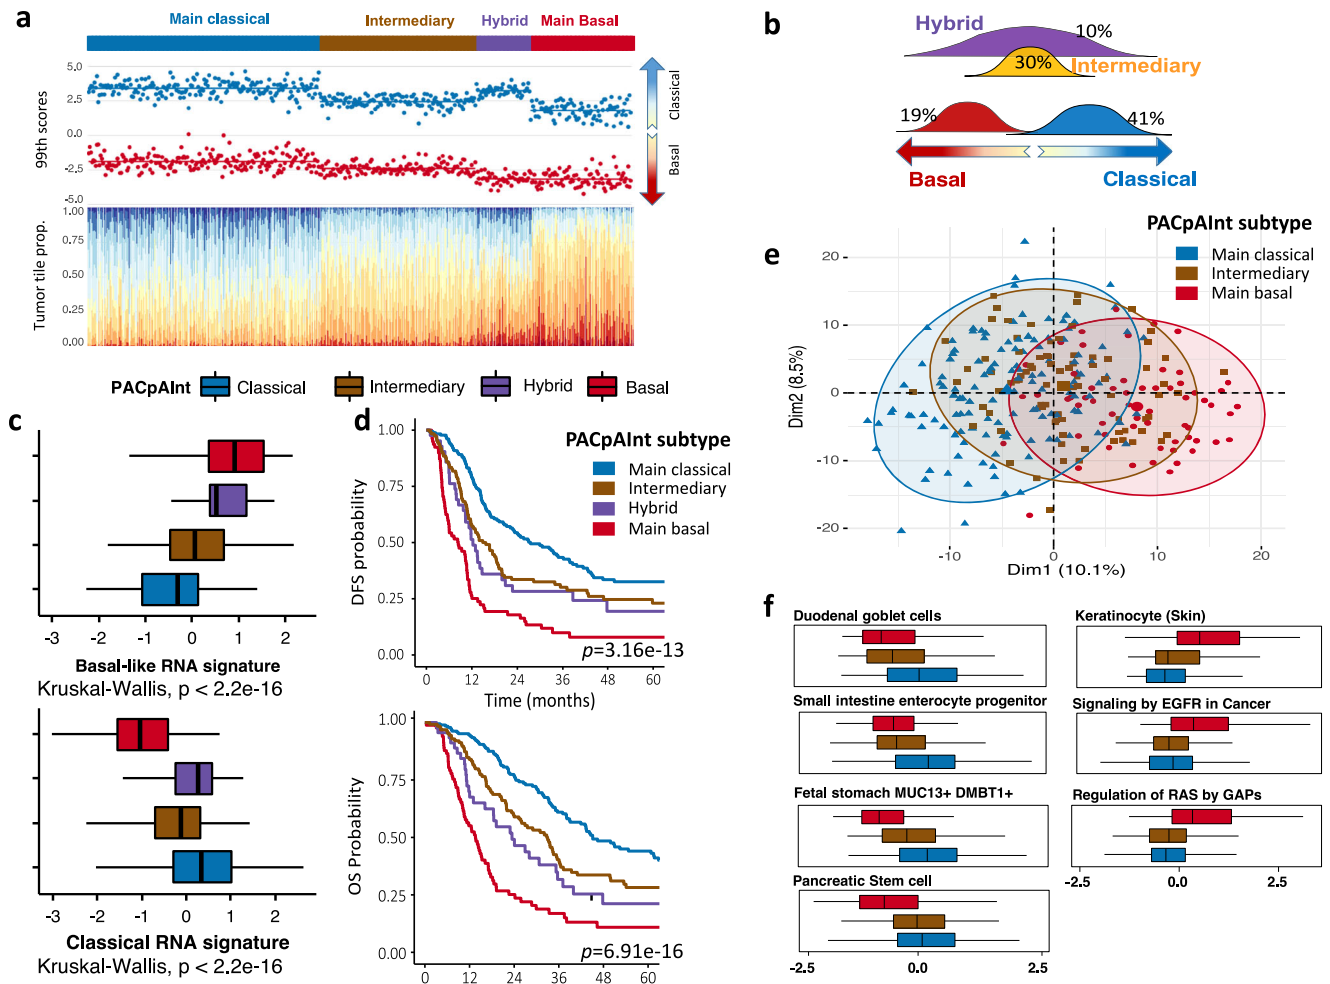 a
Main classical
Intermediary
Hybrid
Main Basal
5.0
2.5
0.0
-2.5
-5.0
99th scores
Classical
Basal
1.00
0.75
0.50
0.25
0.00
Tumor tile prop.
PACpAInt
Classical
Intermediary
Hybrid
Basal
b
Hybrid
10%
30%
Intermediary
19%
41%
Basal
Classical
c
-3 -2 -1 0 1 2
Basal-like RNA signature
Kruskal-Wallis, p < 2.2e-16
-3 -2 -1 0 1 2
Classical RNA signature
Kruskal-Wallis, p < 2.2e-16
d
PACpAInt subtype
Main classical
Intermediary
Hybrid
Main basal
1.00
0.75
0.50
0.25
0.00
DFS probability
p=3.16e-13
0 12 24 36 48 60
Time (months)
1.00
0.75
0.50
0.25
0.00
OS Probability
p=6.91e-16
0 12 24 36 48 60
e
PACpAInt subtype
Main classical
Intermediary
Main basal
20
10
0
-10
-20
Dim2 (8.5%)
-10 0 10 20
Dim1 (10.1%)
f
Duodenal goblet cells
Small intestine enterocyte progenitor
Fetal stomach MUC13+ DMBT1+
Pancreatic Stem cell
-2.5 0.0 2.5
Keratinocyte (Skin)
Signaling by EGFR in Cancer
Regulation of RAS by GAPs
-2.5 0.0 2.5